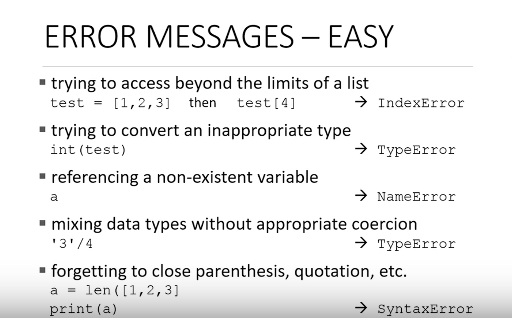 ERROR MESSAGES – EASY
▪ trying to access beyond the limits of a list
test = [1,2,3] then test[4] → IndexError
▪ trying to convert an inappropriate type
int(test) → TypeError
▪ referencing a non-existent variable
a → NameError
▪ mixing data types without appropriate coercion
'3'/4 → TypeError
▪ forgetting to close parenthesis, quotation, etc.
a = len([1,2,3]
print(a) → SyntaxError